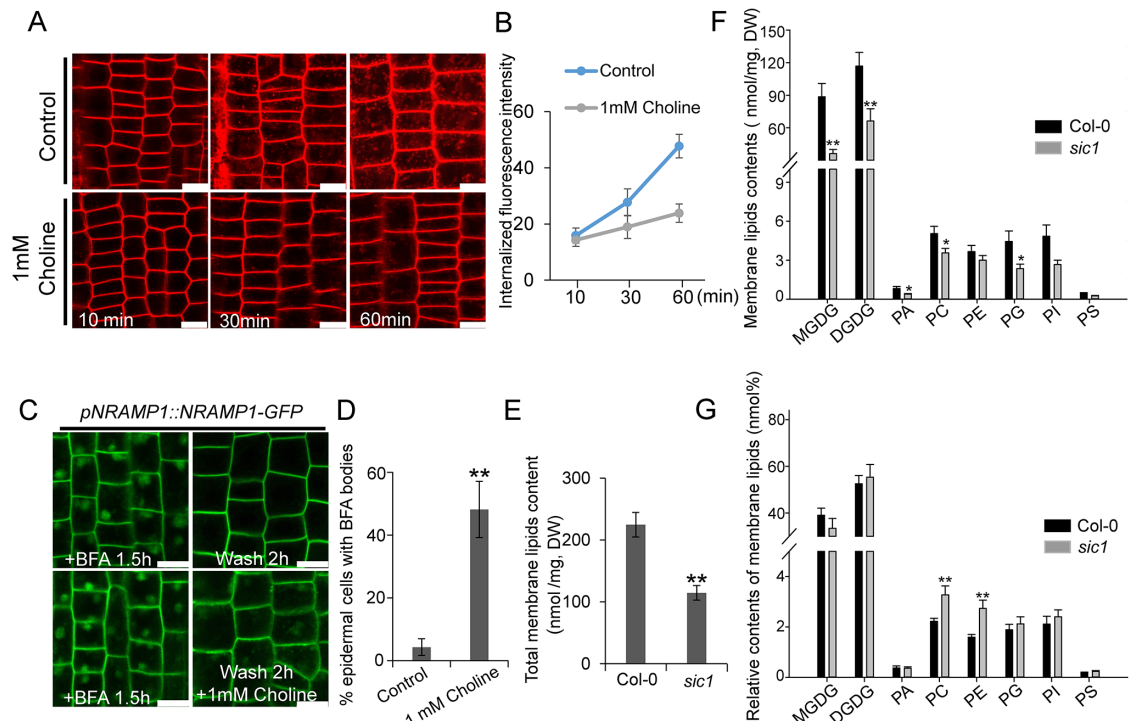 A
Control
1mM
Choline
10 min
30min
60min
B
Control
1mM Choline
Internalized fluorescence intensity
60
40
20
0
10
30
60 (min)
C
pNRAMP1::NRAMP1-GFP
+BFA 1.5h
Wash 2h
+BFA 1.5h
Wash 2h
+1mM Choline
D
% epidermal cells with BFA bodies
60
40
20
0
**
Control
1 mM Choline
E
Total membrane lipids content
(nmol /mg, DW)
300
200
100
0
**
Col-0
sic1
F
Membrane lipids contents ( nmol/mg, DW)
150
120
90
60
9
6
3
0
**
**
*
*
*
Col-0
sic1
MGDG
DGDG
PA
PC
PE
PG
PI
PS
G
Relative contents of membrane lipids (nmol%)
80
60
40
4
2
0
**
**
Col-0
sic1
MGDG
DGDG
PA
PC
PE
PG
PI
PS